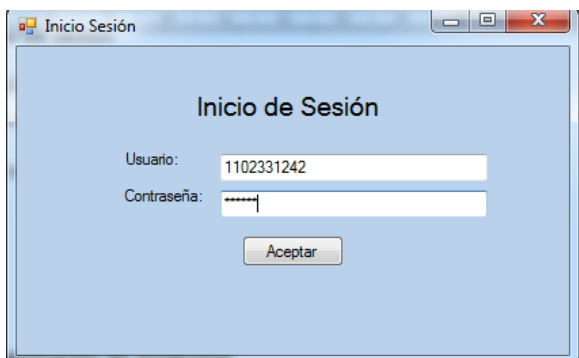 Inicio Sesión
Inicio de Sesión
Usuario: 1102331242
Contraseña: ******
Aceptar